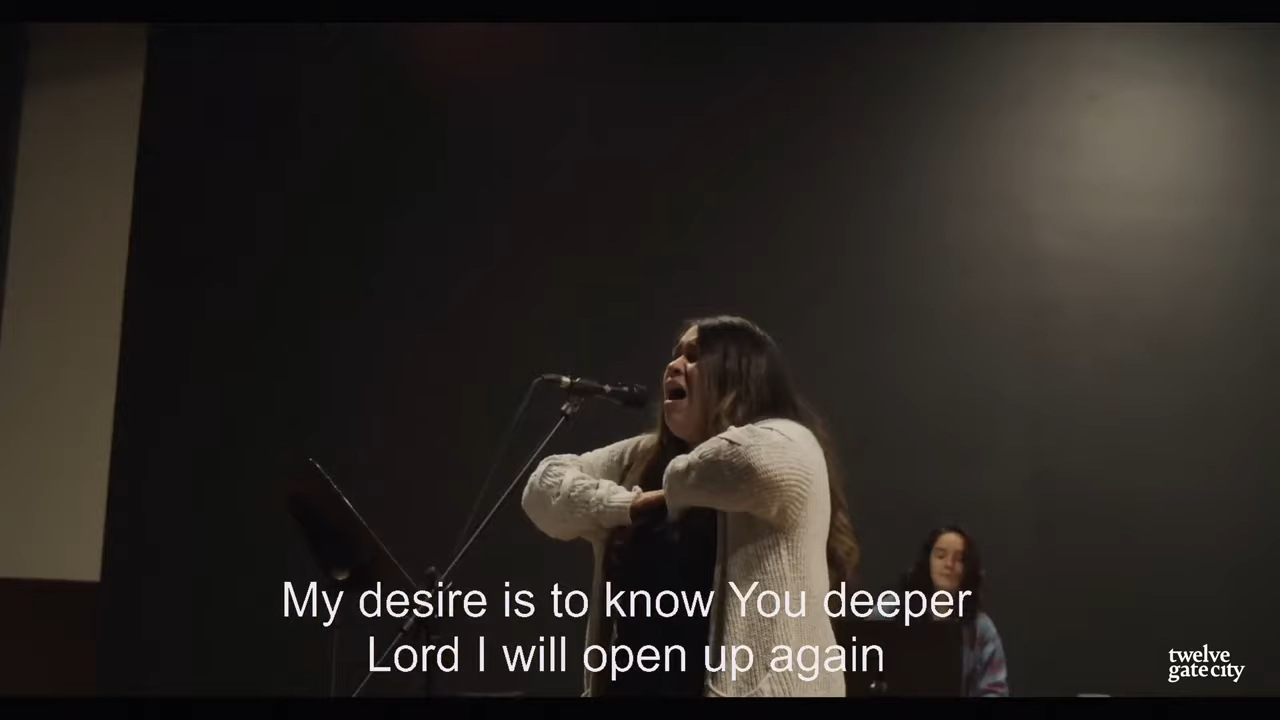 My desire is to know You deeper
Lord I will open up again
twelve
gate city